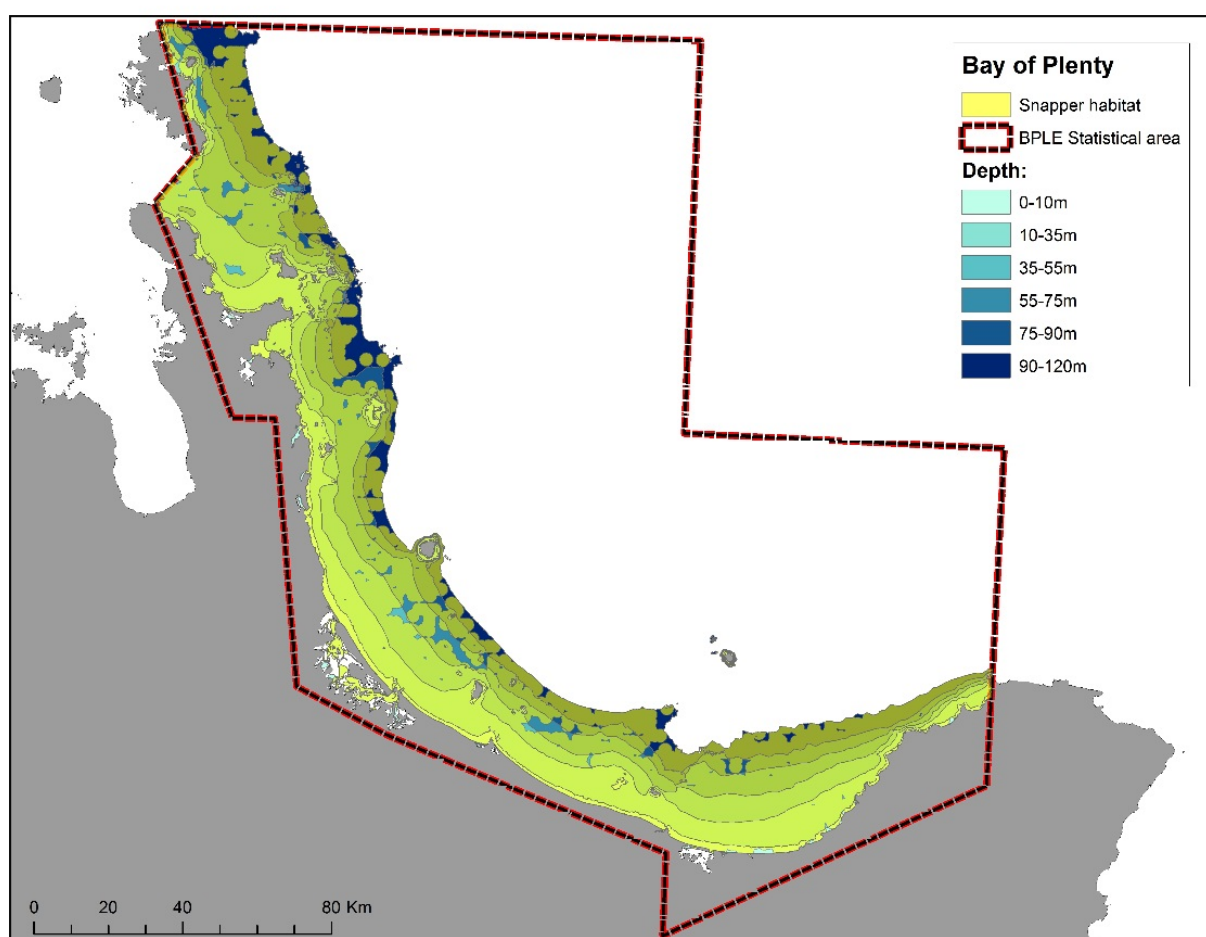 Bay of Plenty
Snapper habitat
BPLE Statistical area
Depth:
0-10m
10-35m
35-55m
55-75m
75-90m
90-120m
0 20 40 80 Km